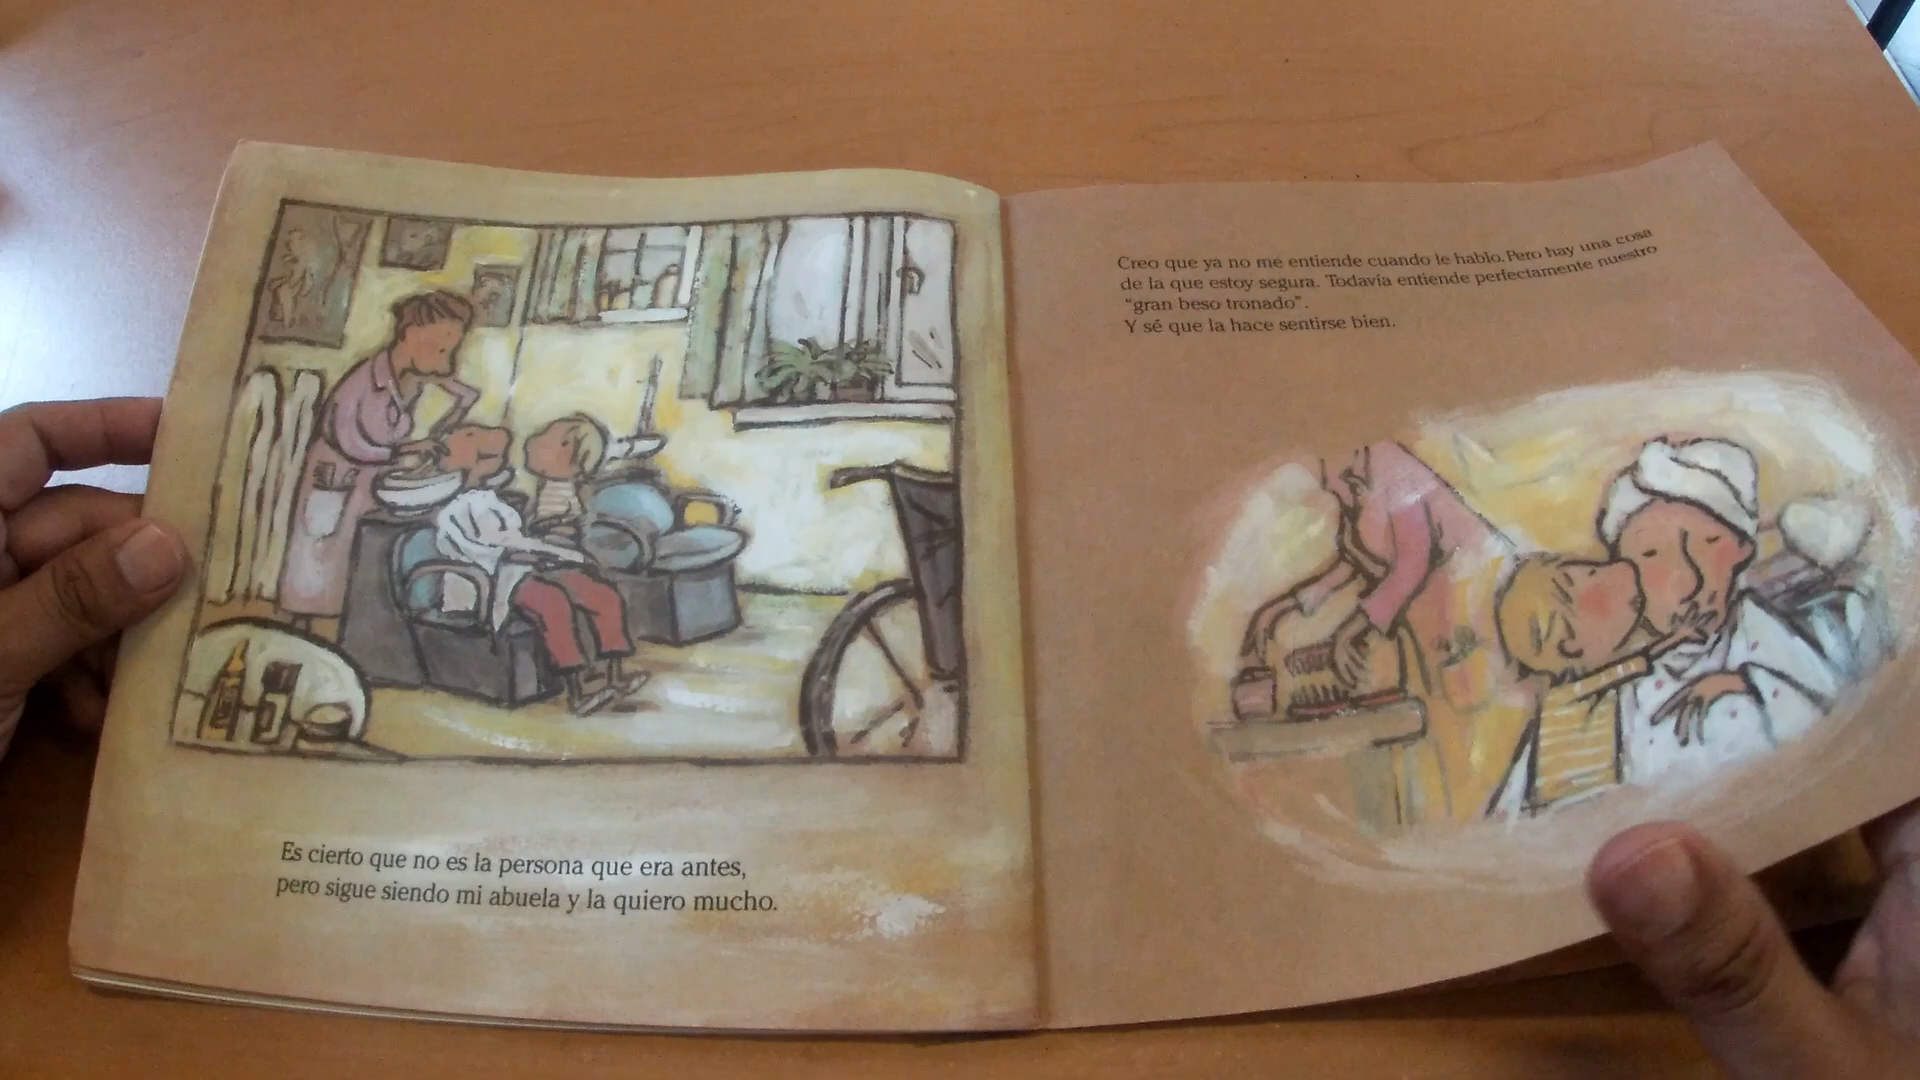 Es cierto que no es la persona que era antes,
pero sigue siendo mi abuela y la quiero mucho.
Creo que ya no me entiende cuando le hablo. Pero hay una cosa
de la que estoy segura. Todavía entiende perfectamente nuestro
“gran beso tronado”.
Y sé que la hace sentirse bien.